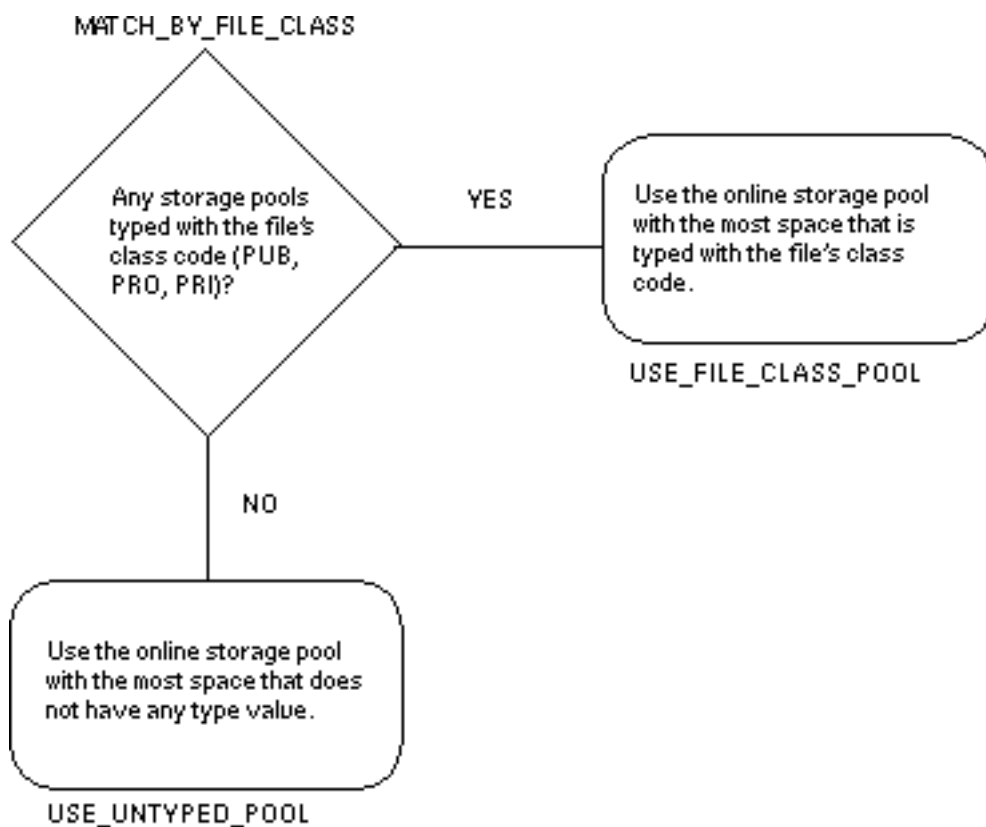 MATCH_BY_FILE_CLASS
Any storage pools
typed with the file's
class code (PUB,
PRO, PRI)?
YES
Use the online storage pool
with the most space that is
typed with the file's class
code.
USE_FILE_CLASS_POOL
NO
Use the online storage pool
with the most space that does
not have any type value.
USE_UNTYPED_POOL